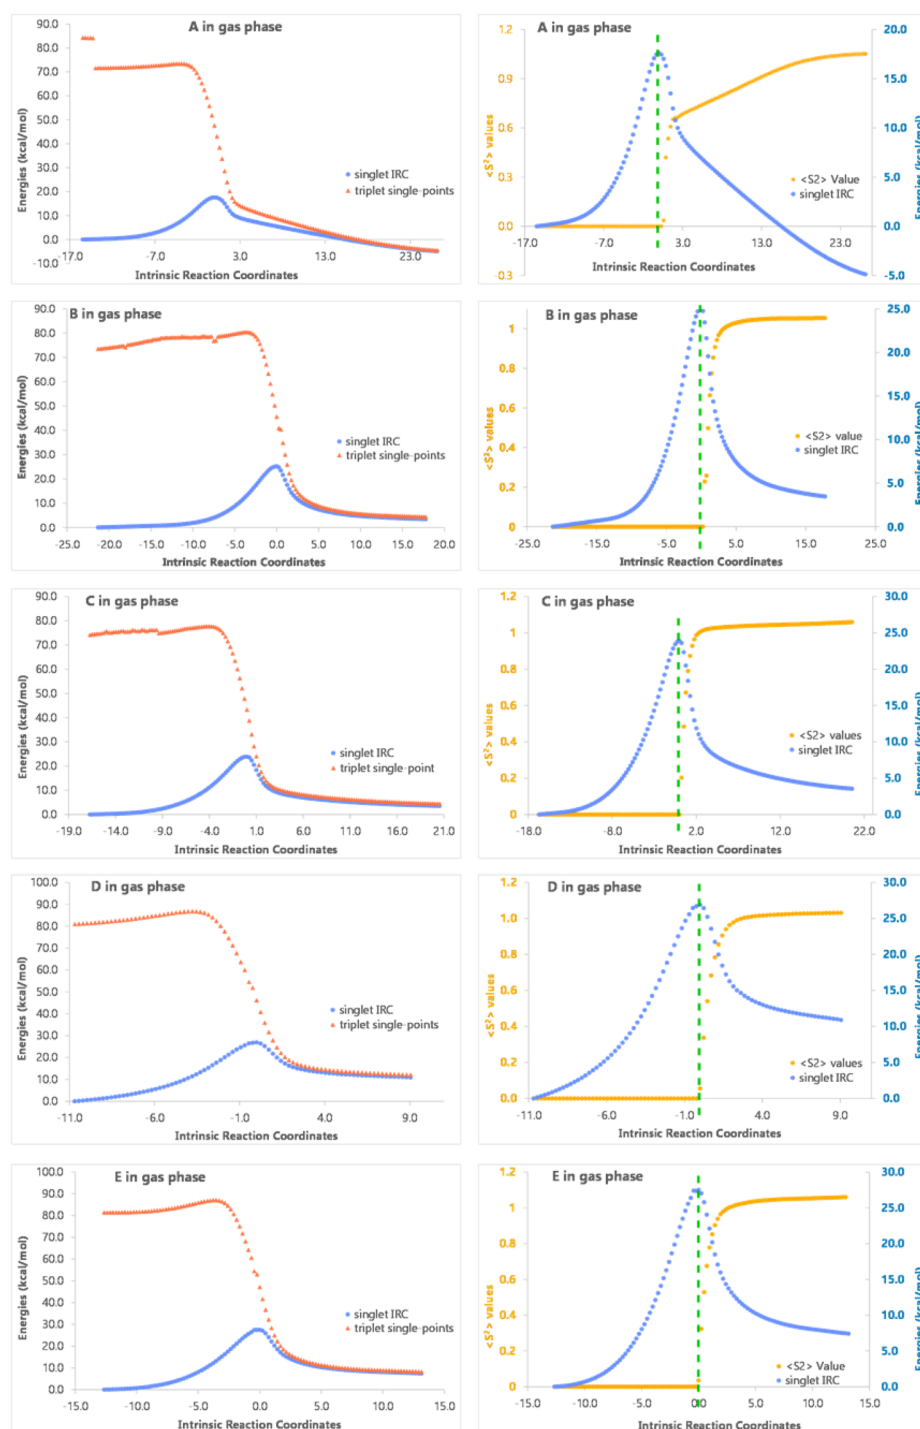 A in gas phase
90.0
80.0
70.0
60.0
50.0
40.0
30.0
20.0
10.0
0.0
-10.0
Energies (kcal/mol)
singlet IRC
triplet single-points
-17.0 -7.0 3.0 13.0 23.0
Intrinsic Reaction Coordinates
A in gas phase
1.2
0.9
0.6
0.3
0.0
-0.3
<S²> values
20.0
15.0
10.0
5.0
0.0
-5.0
Energies (kcal/mol)
<S2> Value
singlet IRC
-17.0 -7.0 3.0 13.0 23.0
Intrinsic Reaction Coordinates
B in gas phase
90.0
80.0
70.0
60.0
50.0
40.0
30.0
20.0
10.0
0.0
Energies (kcal/mol)
singlet IRC
triplet single-points
-25.0 -20.0 -15.0 -10.0 -5.0 0.0 5.0 10.0 15.0 20.0
Intrinsic Reaction Coordinates
B in gas phase
1
0.8
0.6
0.4
0.2
0
<S²> values
25.0
20.0
15.0
10.0
5.0
0.0
Energies (kcal/mol)
<S2> value
singlet IRC
-25.0 -15.0 -5.0 5.0 15.0 25.0
Intrinsic Reaction Coordinates
C in gas phase
90.0
80.0
70.0
60.0
50.0
40.0
30.0
20.0
10.0
0.0
Energies (kcal/mol)
singlet IRC
triplet single-point
-19.0 -14.0 -9.0 -4.0 1.0 6.0 11.0 16.0 21.0
Intrinsic Reaction Coordinates
C in gas phase
1.2
1
0.8
0.6
0.4
0.2
0
<S²> values
30.0
25.0
20.0
15.0
10.0
5.0
0.0
Energies (kcal/mol)
<S2> values
singlet IRC
-18.0 -8.0 2.0 12.0 22.0
Intrinsic Reaction Coordinates
D in gas phase
100.0
90.0
80.0
70.0
60.0
50.0
40.0
30.0
20.0
10.0
0.0
Energies (kcal/mol)
singlet IRC
triplet single-points
-11.0 -6.0 -1.0 4.0 9.0
Intrinsic Reaction Coordinates
D in gas phase
1.2
1.0
0.8
0.6
0.4
0.2
0.0
<S²> values
30.0
25.0
20.0
15.0
10.0
5.0
0.0
Energies (kcal/mol)
<S2> values
singlet IRC
-11.0 -6.0 -1.0 4.0 9.0
Intrinsic Reaction Coordinates
E in gas phase
100.0
90.0
80.0
70.0
60.0
50.0
40.0
30.0
20.0
10.0
0.0
Energies (kcal/mol)
singlet IRC
triplet single-points
-15.0 -10.0 -5.0 0.0 5.0 10.0 15.0
Intrinsic Reaction Coordinates
E in gas phase
1.2
1
0.8
0.6
0.4
0.2
0
<S²> values
30.0
25.0
20.0
15.0
10.0
5.0
0.0
Energies (kcal/mol)
<S2> Value
singlet IRC
-15.0 -10.0 -5.0 0.0 5.0 10.0 15.0
Intrinsic Reaction Coordinates